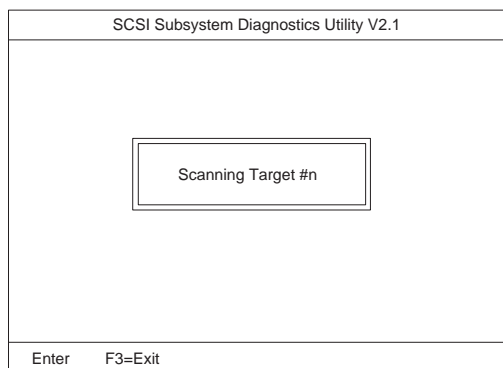 SCSI Subsystem Diagnostics Utility V2.1
Scanning Target #n
Enter F3=Exit